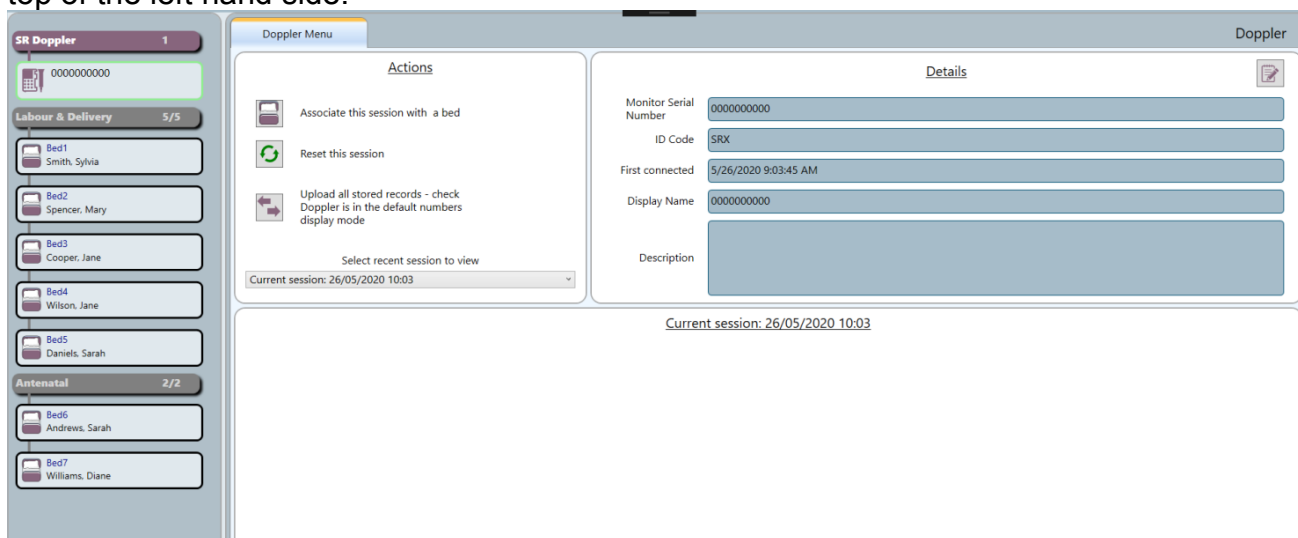 top of the left hand side.
SR Doppler 1
0000000000
Labour & Delivery 5/5
Bed1
Smith, Sylvia
Bed2
Spencer, Mary
Bed3
Cooper, Jane
Bed4
Wilson, Jane
Bed5
Daniels, Sarah
Antenatal 2/2
Bed6
Andrews, Sarah
Bed7
Williams, Diane
Doppler Menu
Doppler
Actions
Associate this session with a bed
Reset this session
Upload all stored records - check
Doppler is in the default numbers
display mode
Select recent session to view
Current session: 26/05/2020 10:03
Details
Monitor Serial
Number
0000000000
ID Code
SRX
First connected
5/26/2020 9:03:45 AM
Display Name
0000000000
Description
Current session: 26/05/2020 10:03